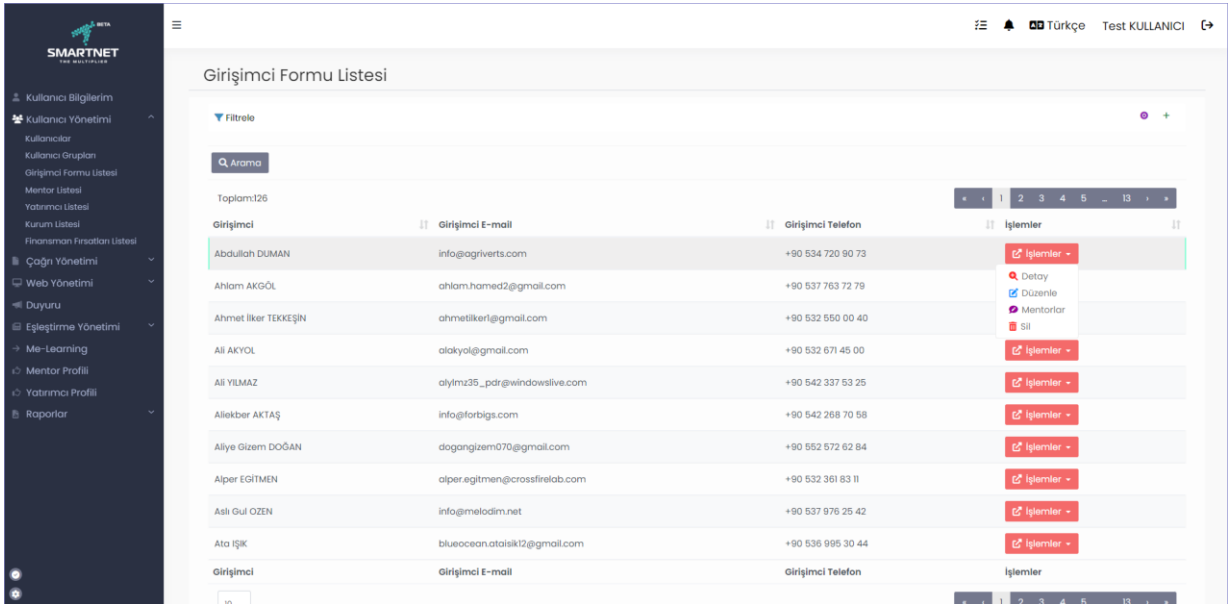 BETA
SMARTNET
THE MULTIPLIER
Kullanıcı Bilgilerim
Kullanıcı Yönetimi
Kullanıcılar
Kullanıcı Grupları
Girişimci Formu Listesi
Mentor Listesi
Yatırımcı Listesi
Kurum Listesi
Finansman Fırsatları Listesi
Çağrı Yönetimi
Web Yönetimi
Duyuru
Eşleştirme Yönetimi
Me-Learning
Mentor Profili
Yatırımcı Profili
Raporlar
Türkçe Test KULLANICI
Girişimci Formu Listesi
Filtrele
0 +
Arama
Toplam:126
« ‹ 1 2 3 4 5 ... 13 › »
Girişimci Girişimci E-mail Girişimci Telefon İşlemler
Abdullah DUMAN info@agriverts.com +90 534 720 90 73 İşlemler
Detay
Düzenle
Mentorlar
Sil
Ahlam AKGÖL ahlam.hamed2@gmail.com +90 537 763 72 79
Ahmet İlker TEKKEŞİN ahmetilker1@gmail.com +90 532 550 00 40
Ali AKYOL alakyol@gmail.com +90 532 671 45 00 İşlemler
Ali YILMAZ alylmz35_pdr@windowslive.com +90 542 337 53 25 İşlemler
Aliekber AKTAŞ info@forbigs.com +90 542 268 70 58 İşlemler
Aliye Gizem DOĞAN dogangizem070@gmail.com +90 552 572 62 84 İşlemler
Alper EGİTMEN alper.egitmen@crossfirelab.com +90 532 361 83 11 İşlemler
Aslı Gul OZEN info@melodim.net +90 537 976 25 42 İşlemler
Ata IŞIK blueocean.ataisik12@gmail.com +90 536 995 30 44 İşlemler
Girişimci Girişimci E-mail Girişimci Telefon İşlemler
10 « ‹ 1 2 3 4 5 ... 13 › »